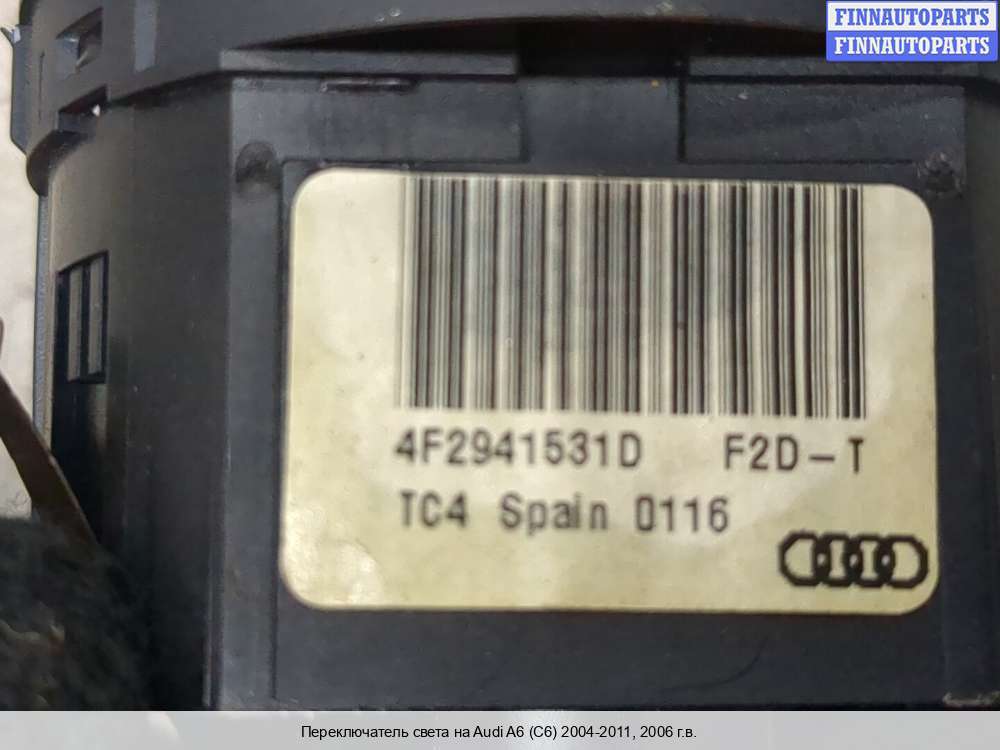 FINNAUTOPARTS
FINNAUTOPARTS
4F2941531D F2D-T
TC4 Spain 0116
Переключатель света на Audi A6 (C6) 2004-2011, 2006 г.в.